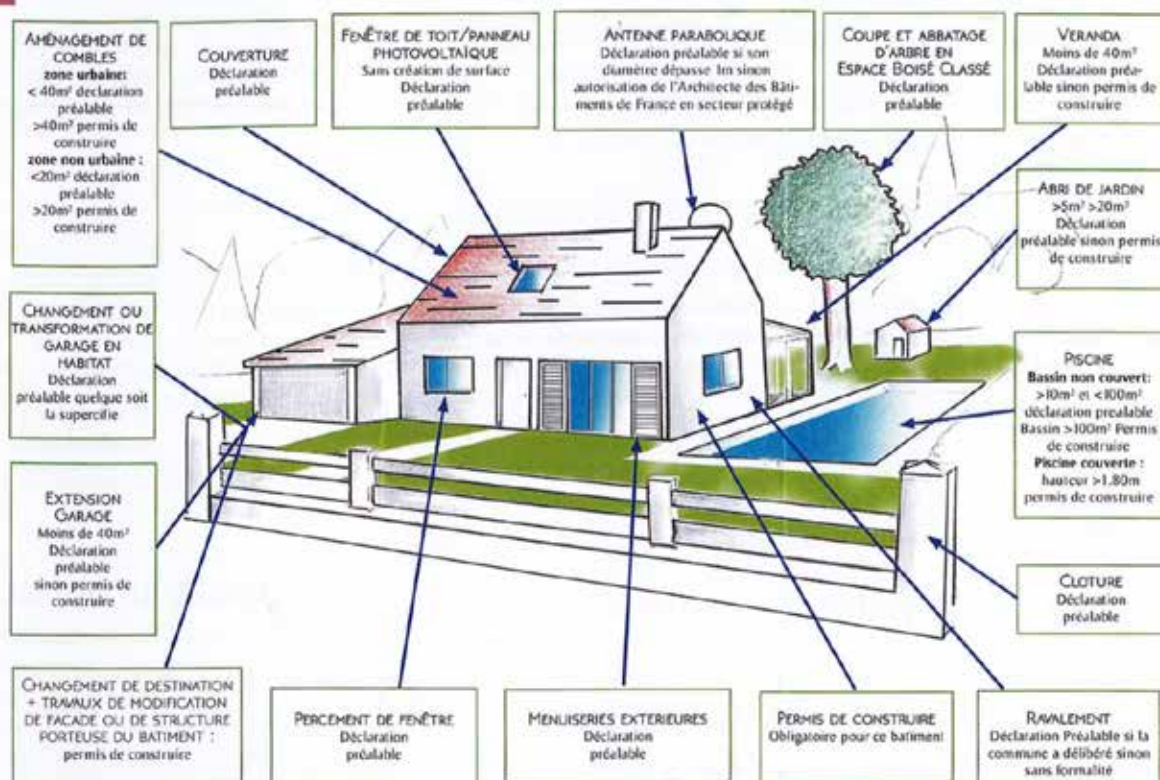 AMÉNAGEMENT DE
COMBLES
zone urbaine:
< 40m² déclaration
préalable
>40m² permis de
construire
zone non urbaine :
<20m² déclaration
préalable
>20m² permis de
construire
COUVERTURE
Déclaration
préalable
FENÊTRE DE TOIT/PANNEAU
PHOTOVOLTAÏQUE
Sans création de surface
Déclaration
préalable
ANTENNE PARABOLIQUE
Déclaration préalable si son
diamètre dépasse 1m sinon
autorisation de l'Architecte des Bâti-
ments de France en secteur protégé
COUPE ET ABBATAGE
D'ARBRE EN
ESPACE BOISÉ CLASSÉ
Déclaration
préalable
VERANDA
Moins de 40m²
Déclaration préa-
lable sinon permis de
construire
ABRI DE JARDIN
>5m² >20m²
Déclaration
préalable sinon permis
de construire
CHANGEMENT OU
TRANSFORMATION DE
GARAGE EN
HABITAT
Déclaration
préalable quelque soit
la supercifie
PISCINE
Bassin non couvert:
>10m² et <100m²
déclaration prealable
Bassin >100m² Permis
de construire
Piscine couverte :
hauteur >1.80m
permis de construire
EXTENSION
GARAGE
Moins de 40m²
Déclaration
préalable
sinon permis de
construire
CLOTURE
Déclaration
préalable
CHANGEMENT DE DESTINATION
+ TRAVAUX DE MODIFICATION
DE FACADE OU DE STRUCTURE
PORTEUSE DU BATIMENT :
permis de construire
PERCEMENT DE FENÊTRE
Déclaration
préalable
MENUISERIES EXTERIEURES
Déclaration
préalable
PERMIS DE CONSTRUIRE
Obligatoire pour ce batiment
RAVALEMENT
Déclaration Préalable si la
commune a délibéré sinon
sans formalité